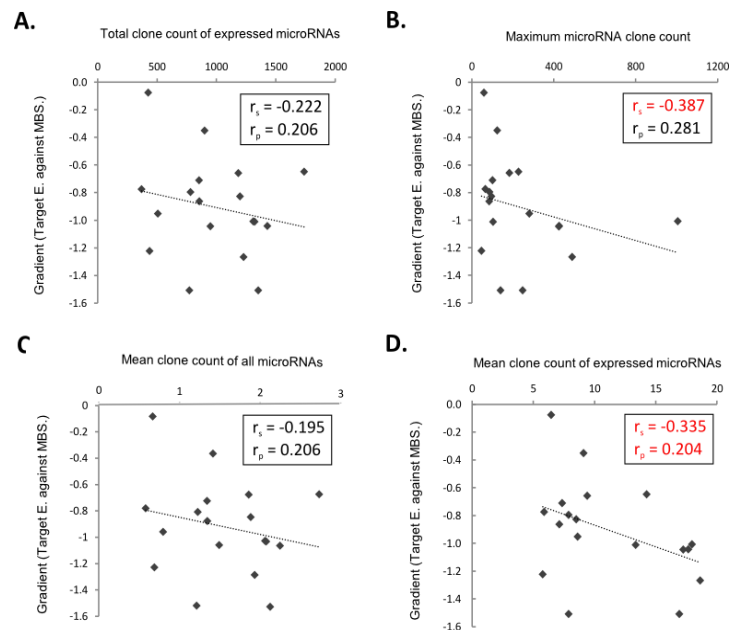 A.
Total clone count of expressed microRNAs
0 500 1000 1500 2000
0.0
-0.2
-0.4
-0.6
-0.8
-1
-1.2
-1.4
-1.6
Gradient (Target E. against MBS.)
rs = -0.222
rp = 0.206
B.
Maximum microRNA clone count
0 400 800 1200
0.0
-0.2
-0.4
-0.6
-0.8
-1
-1.2
-1.4
-1.6
Gradient (Target E. against MBS.)
rs = -0.387
rp = 0.281
C
Mean clone count of all microRNAs
0 1 2 3
0
-0.2
-0.4
-0.6
-0.8
-1
-1.2
-1.4
-1.6
Gradient (Target E. against MBS.)
rs = -0.195
rp = 0.206
D.
Mean clone count of expressed microRNAs
0 5 10 15 20
0.0
-0.2
-0.4
-0.6
-0.8
-1.0
-1.2
-1.4
-1.6
Gradient (Target E. against MBS.)
rs = -0.335
rp = 0.204